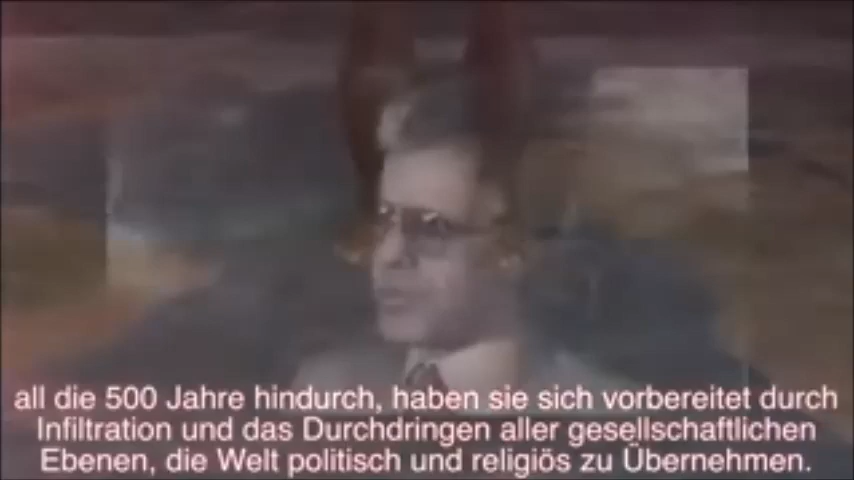 all die 500 Jahre hindurch, haben sie sich vorbereitet durch
Infiltration und das Durchdringen aller gesellschaftlichen
Ebenen, die Welt politisch und religiös zu Übernehmen.